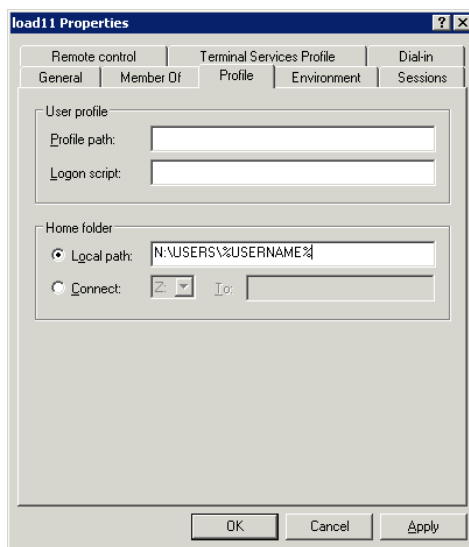 load11 Properties
Remote control Terminal Services Profile Dial-in
General Member Of Profile Environment Sessions
User profile
Profile path:
Logon script:
Home folder
Local path: N:\USERS\%USERNAME%
Connect: Z: To:
OK Cancel Apply